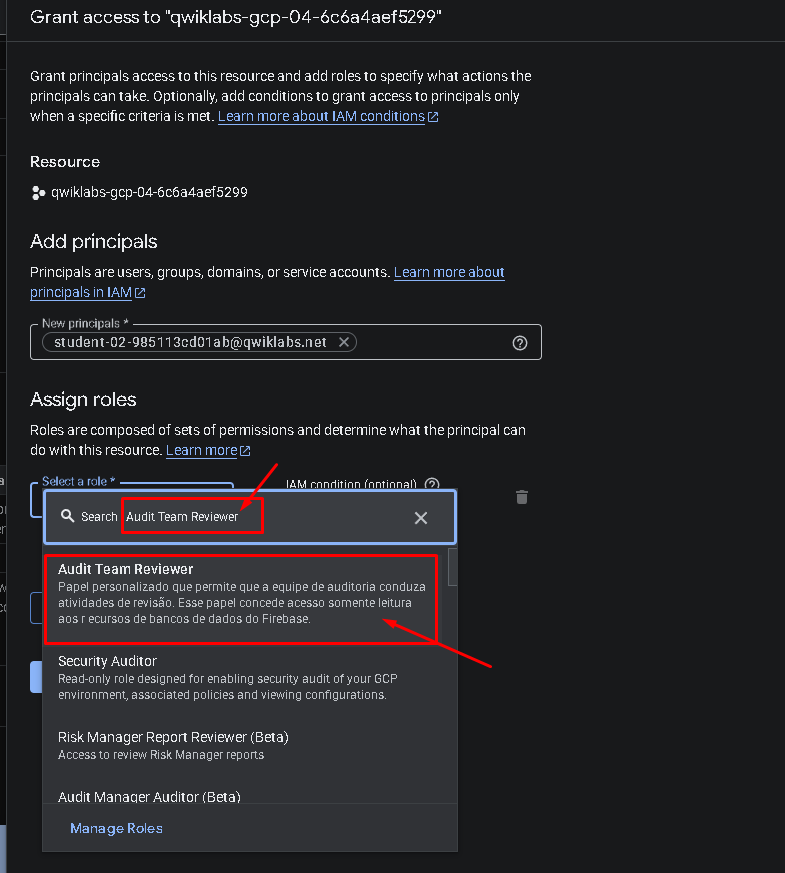 Grant access to "qwiklabs-gcp-04-6c6a4aef5299"
Grant principals access to this resource and add roles to specify what actions the
principals can take. Optionally, add conditions to grant access to principals only
when a specific criteria is met. Learn more about IAM conditions
Resource
qwiklabs-gcp-04-6c6a4aef5299
Add principals
Principals are users, groups, domains, or service accounts. Learn more about
principals in IAM
New principals *
student-02-985113cd01ab@qwiklabs.net
Assign roles
Roles are composed of sets of permissions and determine what the principal can
do with this resource. Learn more
Select a role *
IAM condition (optional)
Search Audit Team Reviewer
Audit Team Reviewer
Papel personalizado que permite que a equipe de auditoria conduza
atividades de revisão. Esse papel concede acesso somente leitura
aos r ecursos de bancos de dados do Firebase.
Security Auditor
Read-only role designed for enabling security audit of your GCP
environment, associated policies and viewing configurations.
Risk Manager Report Reviewer (Beta)
Access to review Risk Manager reports
Audit Manager Auditor (Beta)
Manage Roles